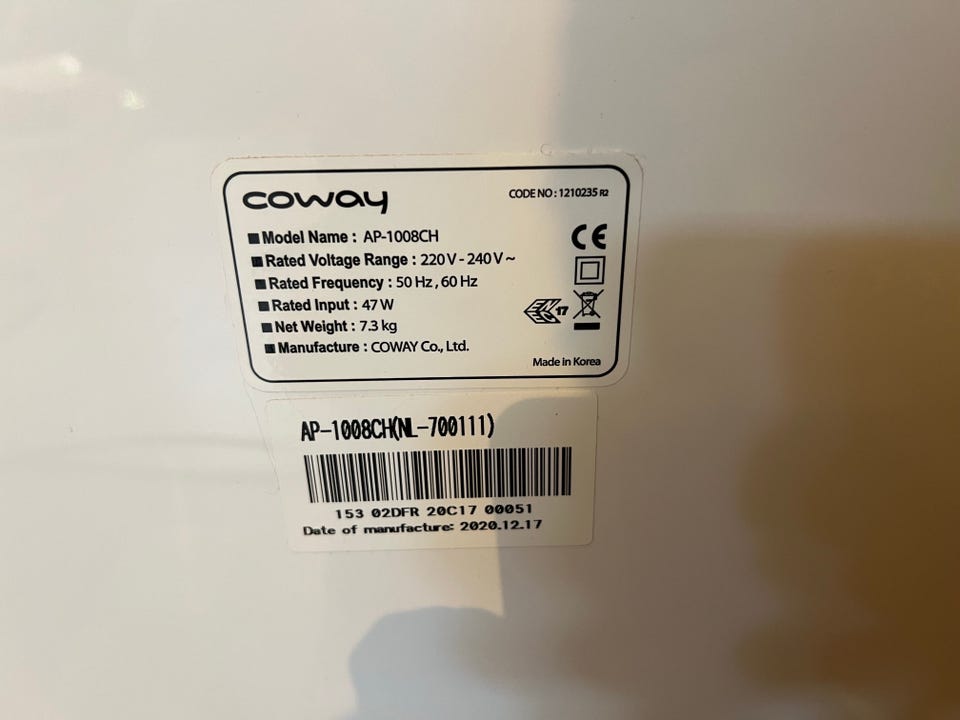 coway
CODE NO : 1210235 R2
■ Model Name : AP-1008CH
■ Rated Voltage Range : 220 V - 240 V ~
■ Rated Frequency : 50 Hz , 60 Hz
■ Rated Input : 47 W
■ Net Weight : 7.3 kg
■ Manufacture : COWAY Co., Ltd.
CE
17
Made in Korea
AP-1008CH(NL-700111)
153 02DFR 20C17 00051
Date of manufacture: 2020.12.17